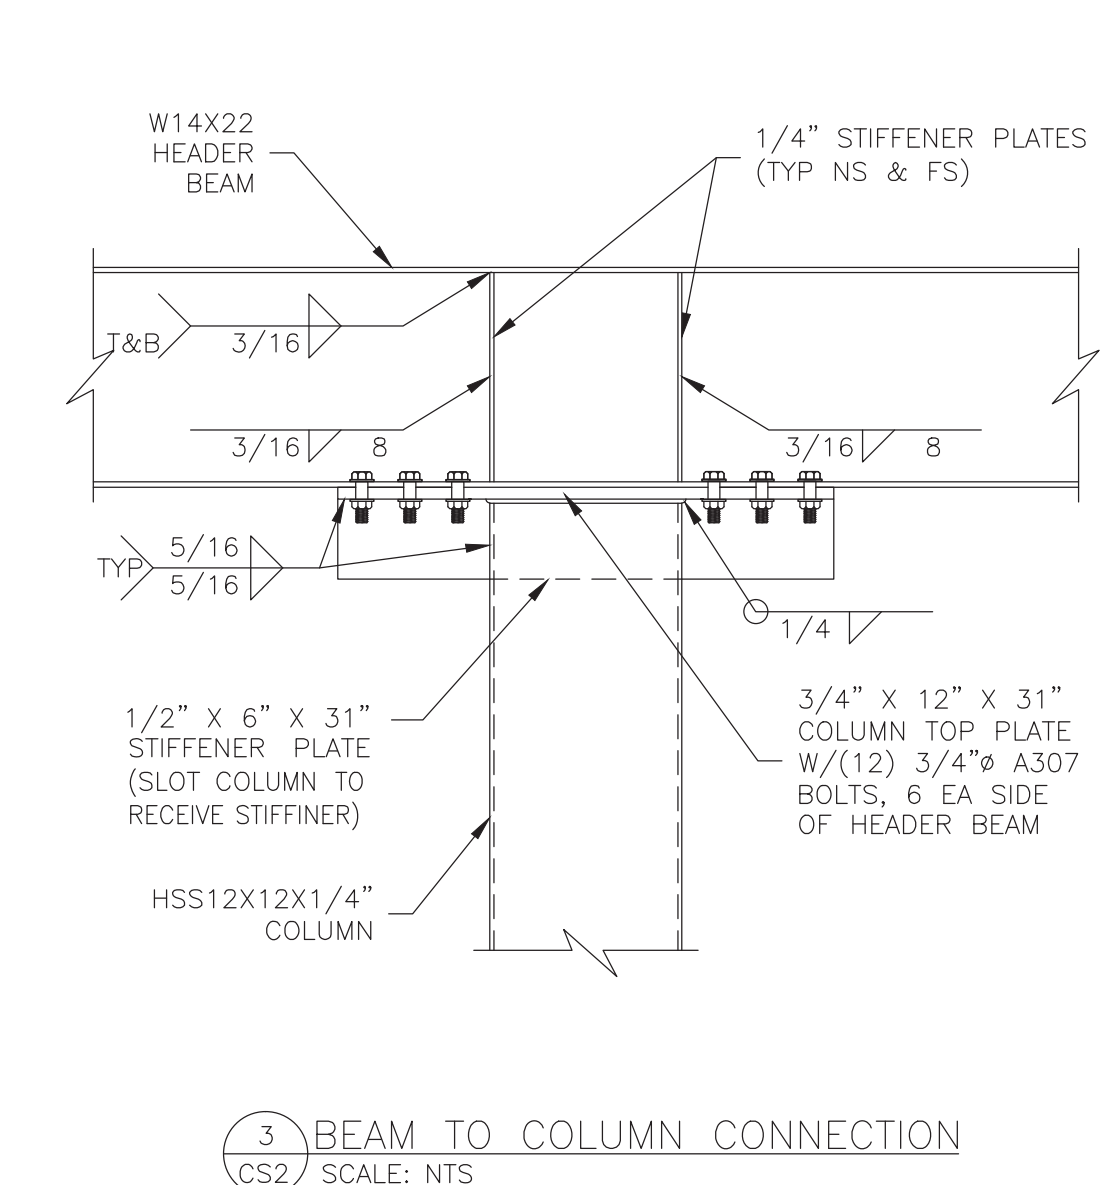 W14X22
HEADER
BEAM
1/4” STIFFENER PLATES
(TYP NS & FS)
T&B
3/16
3/16
8
3/16
8
TYP
5/16
5/16
1/4
1/2” X 6” X 31”
STIFFENER PLATE
(SLOT COLUMN TO
RECEIVE STIFFINER)
3/4” X 12” X 31”
COLUMN TOP PLATE
W/(12) 3/4”ø A307
BOLTS, 6 EA SIDE
OF HEADER BEAM
HSS12X12X1/4”
COLUMN
3
BEAM TO COLUMN CONNECTION
CS2
SCALE: NTS